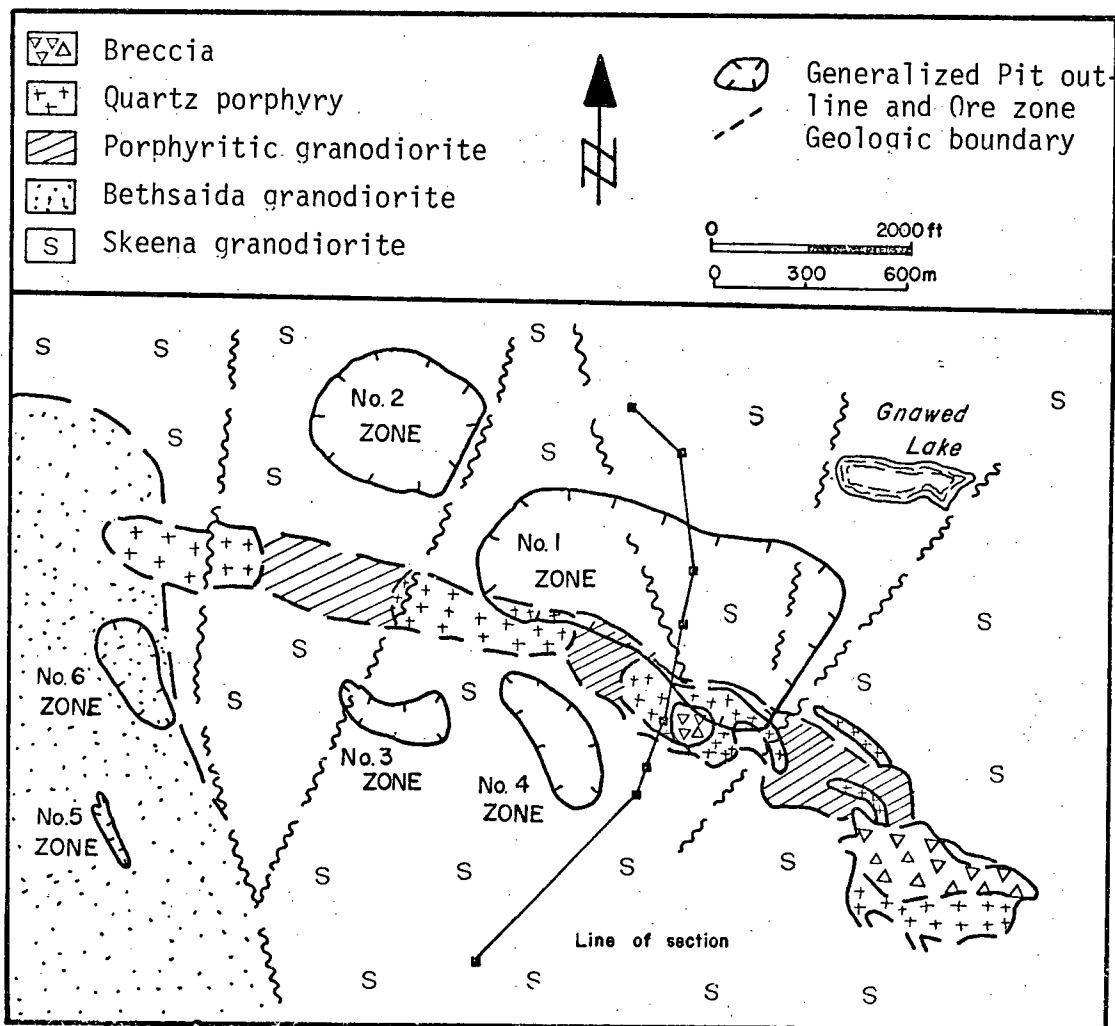 Breccia
Quartz porphyry
Porphyritic granodiorite
Bethsaida granodiorite
S Skeena granodiorite
N
Generalized Pit out-
line and Ore zone
Geologic boundary
0 2000 ft
0 300 600m
S S S S S
No. 2
ZONE
Gnawed
Lake
S S S S
No. 1
ZONE
S S S
No. 6
ZONE
S S S
No. 3
ZONE
No. 4
ZONE
S
No. 5
ZONE
S S S S
Line of section
S S S S